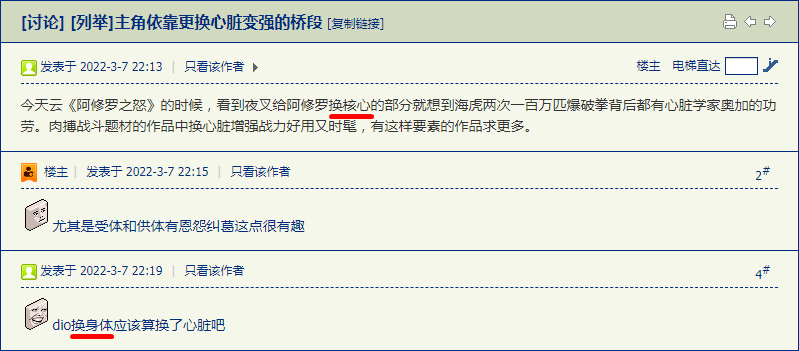 [讨论] [列举]主角依靠更换心脏变强的桥段 [复制链接]
发表于 2022-3-7 22:13 | 只看该作者 楼主 电梯直达
今天云《阿修罗之怒》的时候，看到夜叉给阿修罗换核心的部分就想到海虎两次一百万匹爆破拳背后都有心脏学家奥加的功
劳。肉搏战斗题材的作品中换心脏增强战力好用又时髦，有这样要素的作品求更多。
楼主 | 发表于 2022-3-7 22:15 | 只看该作者 2#
尤其是受体和供体有恩怨纠葛这点很有趣
发表于 2022-3-7 22:19 | 只看该作者 4#
dio换身体应该算换了心脏吧